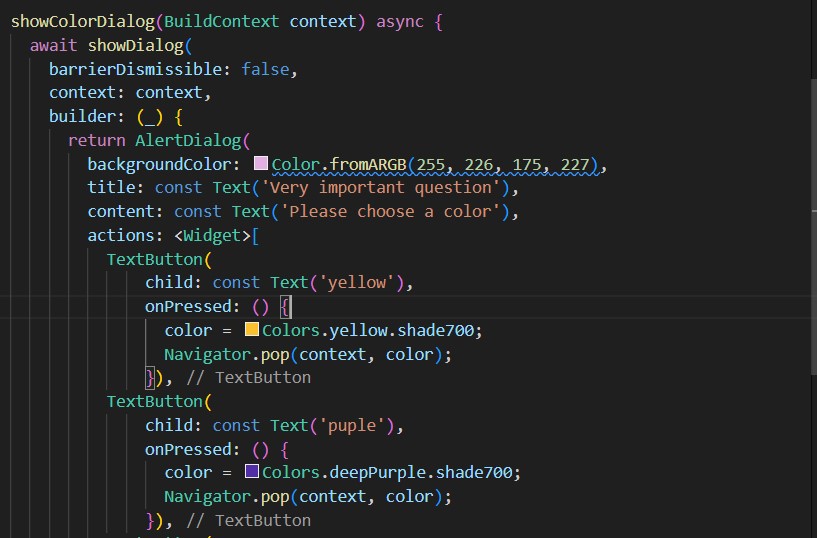 showColorDialog(BuildContext context) async {
  await showDialog(
    barrierDismissible: false,
    context: context,
    builder: (_) {
      return AlertDialog(
        backgroundColor: Color.fromARGB(255, 226, 175, 227),
        title: const Text('Very important question'),
        content: const Text('Please choose a color'),
        actions: <Widget>[
          TextButton(
              child: const Text('yellow'),
              onPressed: () {
                color = Colors.yellow.shade700;
                Navigator.pop(context, color);
              }), // TextButton
          TextButton(
              child: const Text('puple'),
              onPressed: () {
                color = Colors.deepPurple.shade700;
                Navigator.pop(context, color);
              }), // TextButton